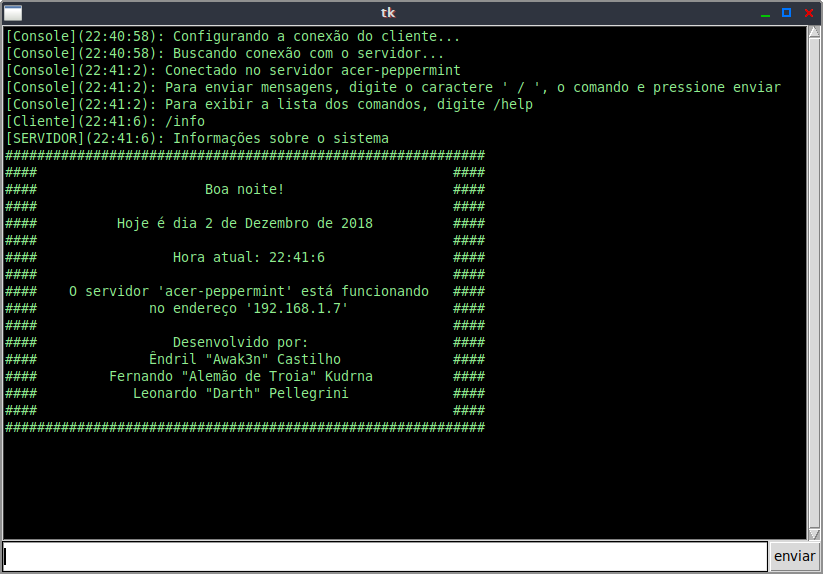 tk
[Console](22:40:58): Configurando a conexão do cliente...
[Console](22:40:58): Buscando conexão com o servidor...
[Console](22:41:2): Conectado no servidor acer-peppermint
[Console](22:41:2): Para enviar mensagens, digite o caractere ' / ', o comando e pressione enviar
[Console](22:41:2): Para exibir a lista dos comandos, digite /help
[Cliente](22:41:6): /info
[SERVIDOR](22:41:6): Informações sobre o sistema
############################################################
####                                                    ####
####                     Boa noite!                     ####
####                                                    ####
####          Hoje é dia 2 de Dezembro de 2018          ####
####                                                    ####
####                 Hora atual: 22:41:6                ####
####                                                    ####
####    O servidor 'acer-peppermint' está funcionando   ####
####              no endereço '192.168.1.7'             ####
####                                                    ####
####                 Desenvolvido por:                  ####
####              Êndril "Awak3n" Castilho              ####
####         Fernando "Alemão de Troia" Kudrna          ####
####            Leonardo "Darth" Pellegrini             ####
####                                                    ####
############################################################
enviar